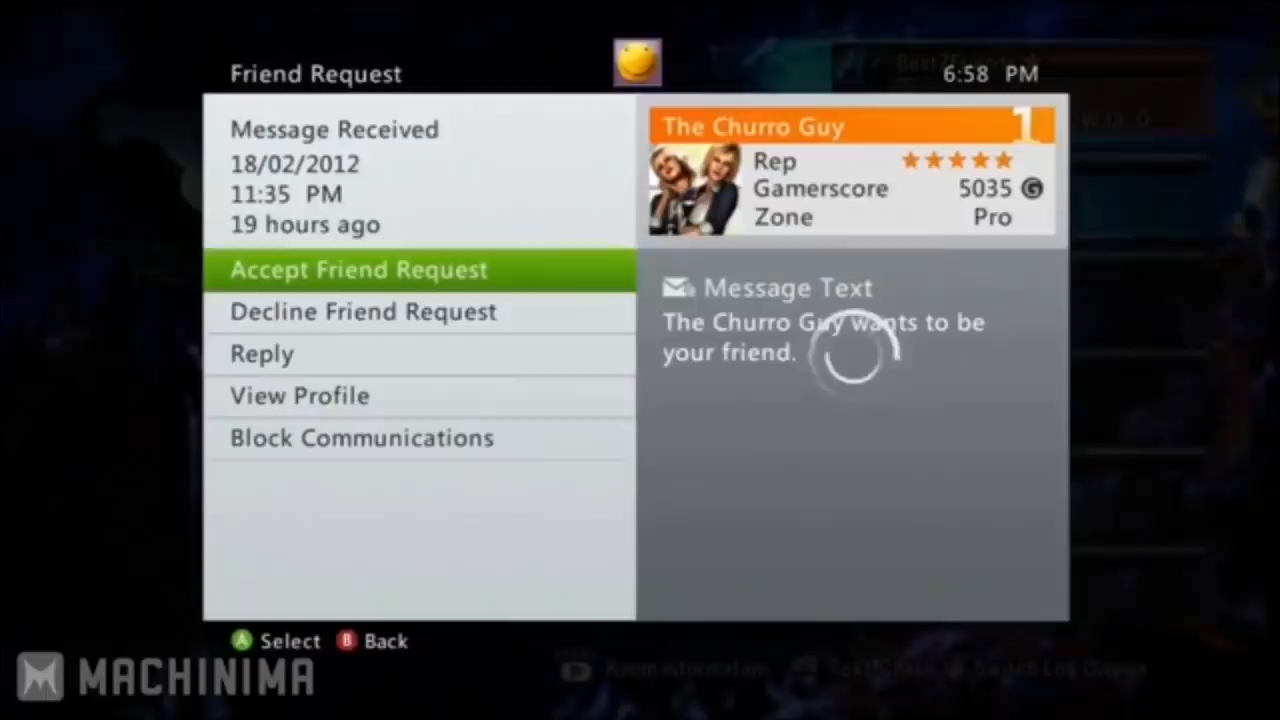 Friend Request
6:58 PM
Message Received
18/02/2012
11:35 PM
19 hours ago
Accept Friend Request
Decline Friend Request
Reply
View Profile
Block Communications
The Churro Guy 1
Rep
Gamerscore 5035 G
Zone Pro
Message Text
The Churro Guy wants to be
your friend.
A Select B Back
MACHINIMA